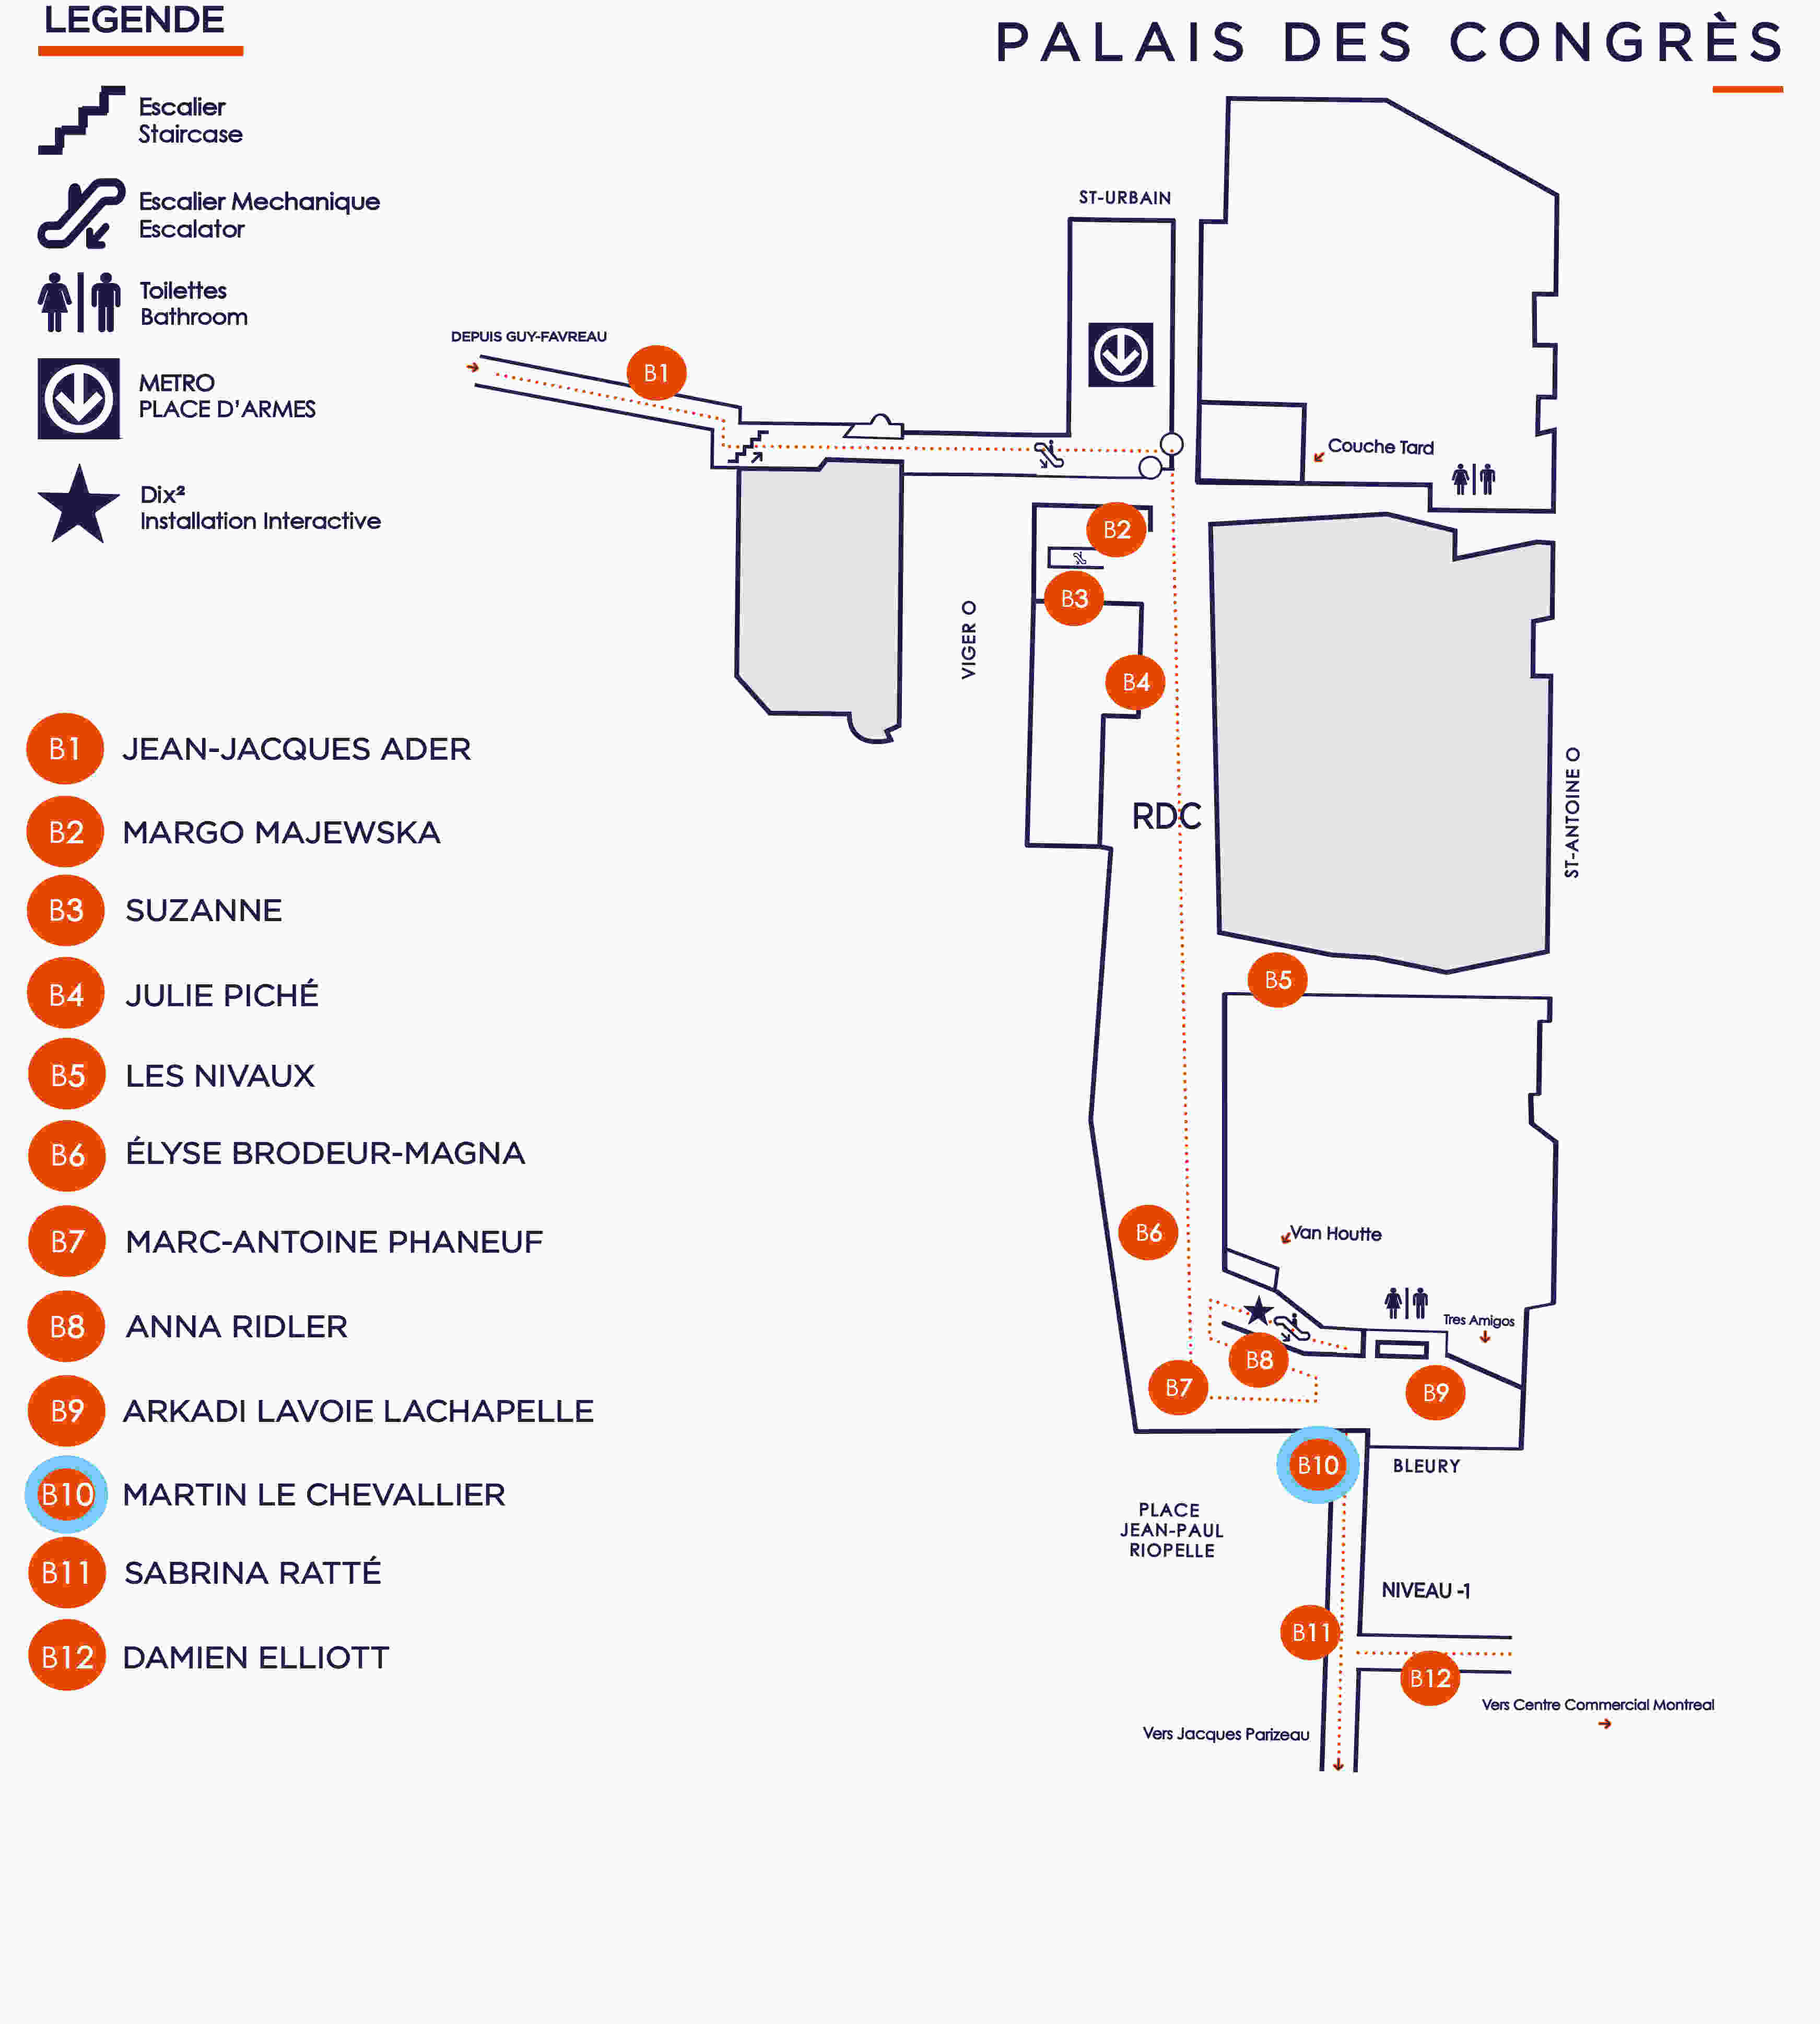 LEGENDE
PALAIS DES CONGRÈS
Escalier
Staircase
Escalier Mechanique
Escalator
Toilettes
Bathroom
METRO
PLACE D'ARMES
Dix²
Installation Interactive
ST-URBAIN
DEPUIS GUY-FAVREAU
B1
Couche Tard
B2
B3
VIGER O
B4
RDC
ST-ANTOINE O
B5
B6
Van Houtte
Tres Amigos
B8
B7
B9
B10
BLEURY
PLACE
JEAN-PAUL
RIOPELLE
NIVEAU -1
B11
B12
Vers Centre Commercial Montreal
Vers Jacques Parizeau
B1 JEAN-JACQUES ADER
B2 MARGO MAJEWSKA
B3 SUZANNE
B4 JULIE PICHÉ
B5 LES NIVAUX
B6 ÉLYSE BRODEUR-MAGNA
B7 MARC-ANTOINE PHANEUF
B8 ANNA RIDLER
B9 ARKADI LAVOIE LACHAPELLE
B10 MARTIN LE CHEVALLIER
B11 SABRINA RATTÉ
B12 DAMIEN ELLIOTT